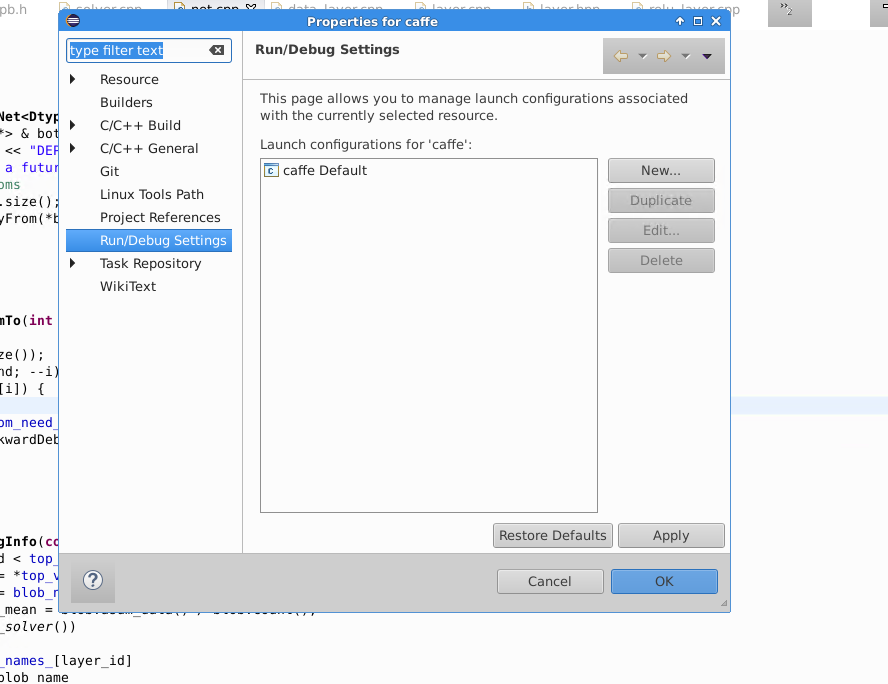 pb.h
solver.cpp
net.cpp
data_layer.cpp
layer.cpp
layer.hpp
relu_layer.cpp
»2
Properties for caffe
type filter text
Resource
Builders
C/C++ Build
C/C++ General
Git
Linux Tools Path
Project References
Run/Debug Settings
Task Repository
WikiText
Run/Debug Settings
This page allows you to manage launch configurations associated
with the currently selected resource.
Launch configurations for 'caffe':
caffe Default
New...
Duplicate
Edit...
Delete
Restore Defaults
Apply
Cancel
OK
Net<Dtyp
*> & bot
<< "DEP
a futur
oms
.size();
yFrom(*b
mTo(int
ze());
nd; --i)
[i]) {
om_need_
kwardDeb
gInfo(co
d < top_
= *top_v
= blob_n
_mean =
_solver())
_names_[layer_id]
blob name